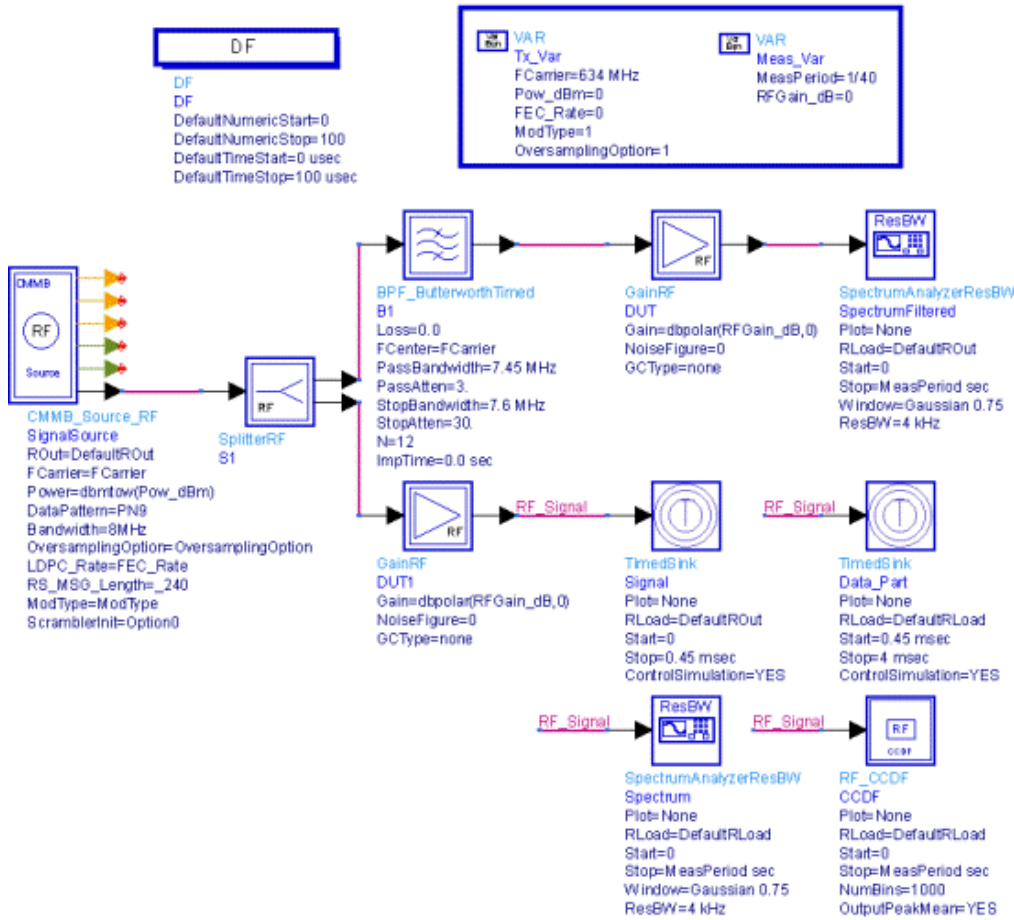 DF
DF
DF
DefaultNumericStart=0
DefaultNumericStop=100
DefaultTimeStart=0 usec
DefaultTimeStop=100 usec
Var
Eqn
VAR
Tx_Var
FCarrier=634 MHz
Pow_dBm=0
FEC_Rate=0
ModType=1
OversamplingOption=1
Var
Eqn
VAR
Meas_Var
MeasPeriod=1/40
RFGain_dB=0
CMMB
RF
Source
CMMB_Source_RF
SignalSource
ROut=DefaultROut
FCarrier=FCarrier
Power=dbmtow(Pow_dBm)
DataPattern=PN9
Bandwidth=8MHz
OversamplingOption=OversamplingOption
LDPC_Rate=FEC_Rate
RS_MSG_Length=_240
ModType=ModType
ScramblerInit=Option0
RF
SplitterRF
S1
BPF_ButterworthTimed
B1
Loss=0.0
FCenter=FCarrier
PassBandwidth=7.45 MHz
PassAtten=3.
StopBandwidth=7.6 MHz
StopAtten=30.
N=12
ImpTime=0.0 sec
RF
GainRF
DUT
Gain=dbpolar(RFGain_dB,0)
NoiseFigure=0
GCType=none
ResBW
SpectrumAnalyzerResBW
SpectrumFiltered
Plot=None
RLoad=DefaultROut
Start=0
Stop=MeasPeriod sec
Window=Gaussian 0.75
ResBW=4 kHz
RF
GainRF
DUT1
Gain=dbpolar(RFGain_dB,0)
NoiseFigure=0
GCType=none
RF_Signal
T
TimedSink
Signal
Plot=None
RLoad=DefaultROut
Start=0
Stop=0.45 msec
ControlSimulation=YES
RF_Signal
T
TimedSink
Data_Part
Plot=None
RLoad=DefaultRLoad
Start=0.45 msec
Stop=4 msec
ControlSimulation=YES
RF_Signal
ResBW
SpectrumAnalyzerResBW
Spectrum
Plot=None
RLoad=DefaultRLoad
Start=0
Stop=MeasPeriod sec
Window=Gaussian 0.75
ResBW=4 kHz
RF_Signal
RF
CCDF
RF_CCDF
CCDF
Plot=None
RLoad=DefaultRLoad
Start=0
Stop=MeasPeriod sec
NumBins=1000
OutputPeakMean=YES